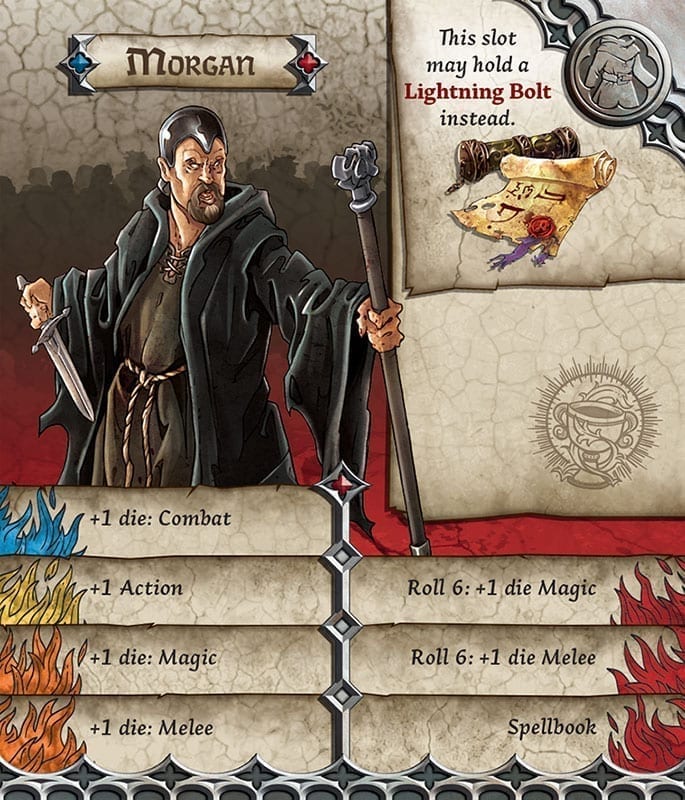 Morgan
This slot
may hold a
Lightning Bolt
instead.
+1 die: Combat
+1 Action
+1 die: Magic
+1 die: Melee
Roll 6: +1 die Magic
Roll 6: +1 die Melee
Spellbook